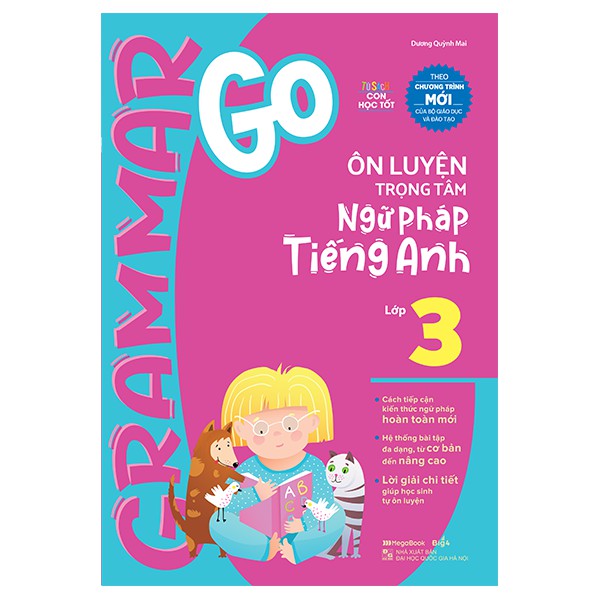 Dương Quỳnh Mai
GRAMMAR
GO
Tủ Sách
CON
HỌC TỐT
THEO
CHƯƠNG TRÌNH
MỚI
CỦA BỘ GIÁO DỤC
VÀ ĐÀO TẠO
ÔN LUYỆN
TRỌNG TÂM
Ngữ Pháp
Tiếng Anh
Lớp 3
• Cách tiếp cận
kiến thức ngữ pháp
hoàn toàn mới
• Hệ thống bài tập
đa dạng, từ cơ bản
đến nâng cao
• Lời giải chi tiết
giúp học sinh
tự ôn luyện
A B
C
MegaBook Big4
NHÀ XUẤT BẢN
ĐẠI HỌC QUỐC GIA HÀ NỘI